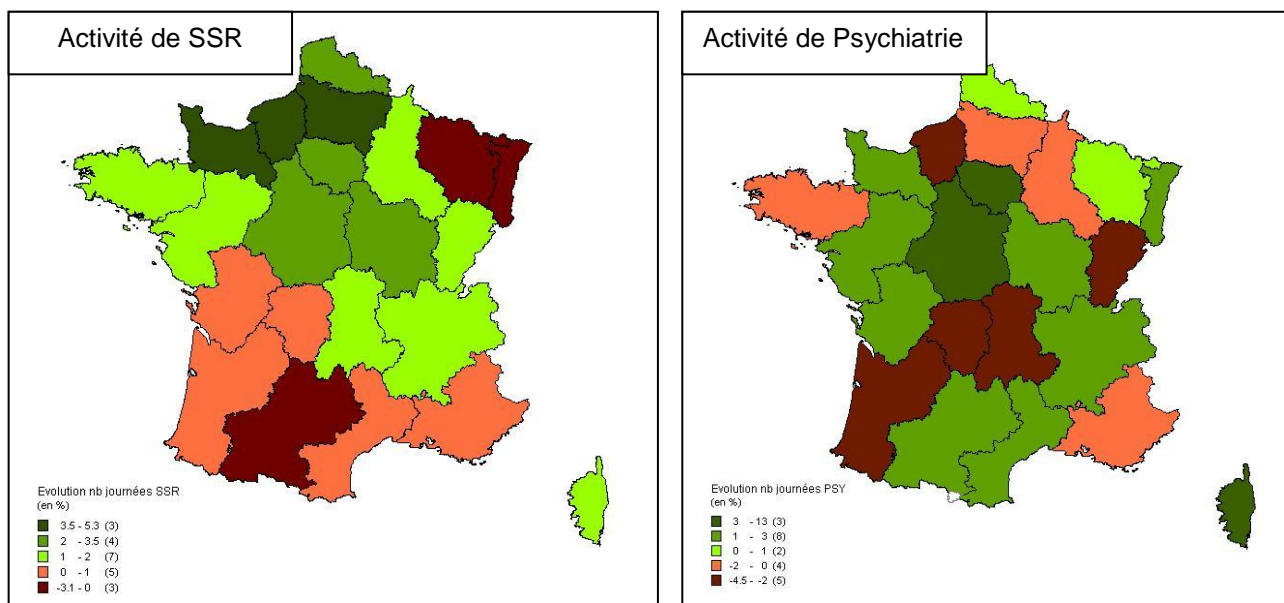 Activité de SSR
Evolution nb journées SSR
(en %)
3.5 - 5.3 (3)
2 - 3.5 (4)
1 - 2 (7)
0 - 1 (5)
-3.1 - 0 (3)
Activité de Psychiatrie
Evolution nb journées PSY
(en %)
3 - 13 (3)
1 - 3 (8)
0 - 1 (2)
-2 - 0 (4)
-4.5 - -2 (5)